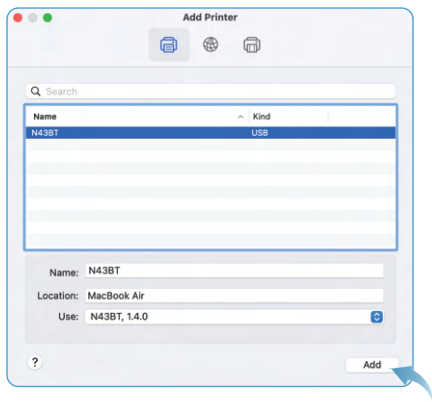 Add Printer
Search
Name Kind
N43BT USB
Name: N43BT
Location: MacBook Air
Use: N43BT, 1.4.0
? Add